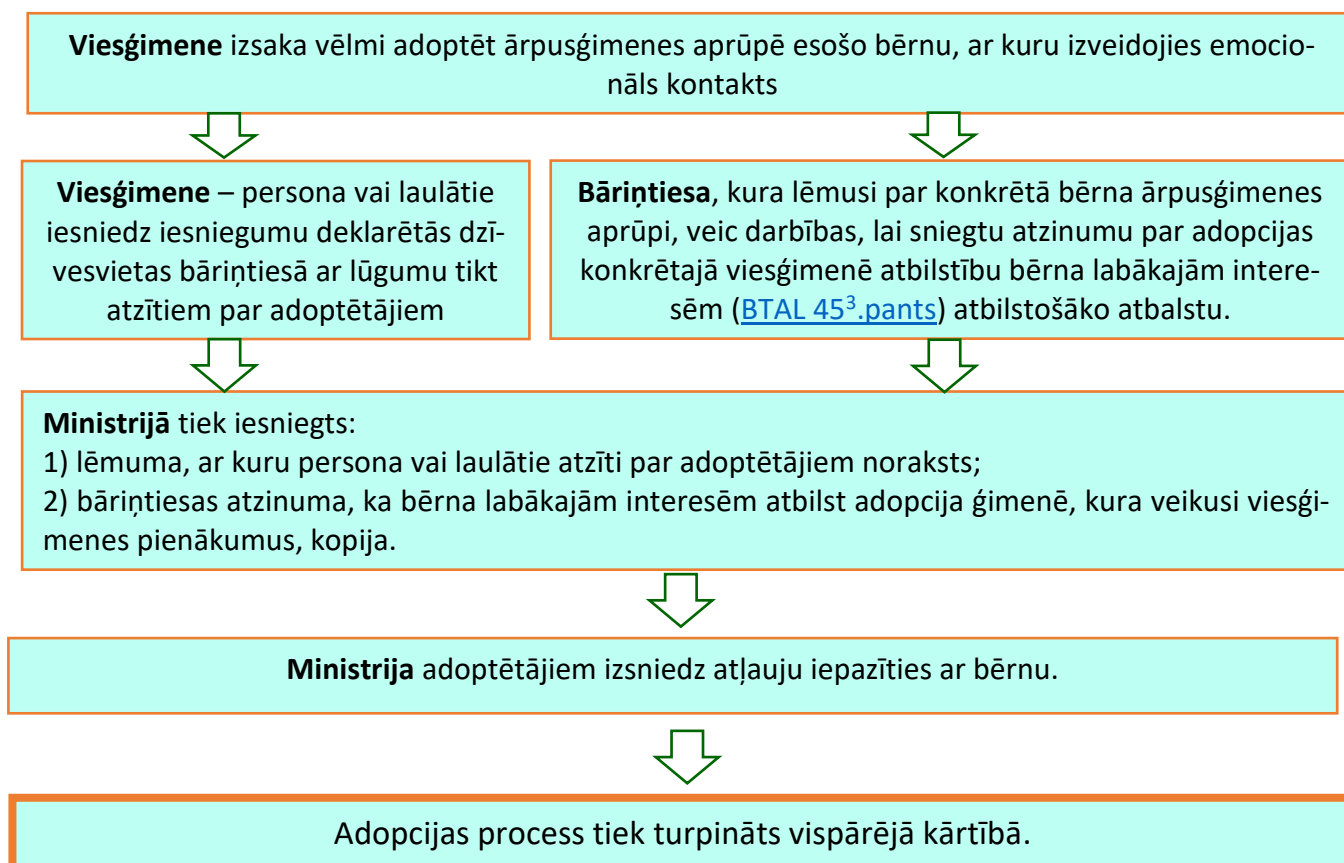 Viesģimene izsaka vēlmi adoptēt ārpusģimenes aprūpē esošo bērnu, ar kuru izveidojies emocio-
nāls kontakts
Viesģimene – persona vai laulātie
iesniedz iesniegumu deklarētās dzī-
vesvietas bāriņtiesā ar lūgumu tikt
atzītiem par adoptētājiem
Bāriņtiesa, kura lēmusi par konkrētā bērna ārpusģimenes
aprūpi, veic darbības, lai sniegtu atzinumu par adopcijas
konkrētajā viesģimenē atbilstību bērna labākajām intere-
sēm (BTAL 45³.pants) atbilstošāko atbalstu.
Ministrijā tiek iesniegts:
1) lēmuma, ar kuru persona vai laulātie atzīti par adoptētājiem noraksts;
2) bāriņtiesas atzinuma, ka bērna labākajām interesēm atbilst adopcija ģimenē, kura veikusi viesģi-
menes pienākumus, kopija.
Ministrija adoptētājiem izsniedz atļauju iepazīties ar bērnu.
Adopcijas process tiek turpināts vispārējā kārtībā.